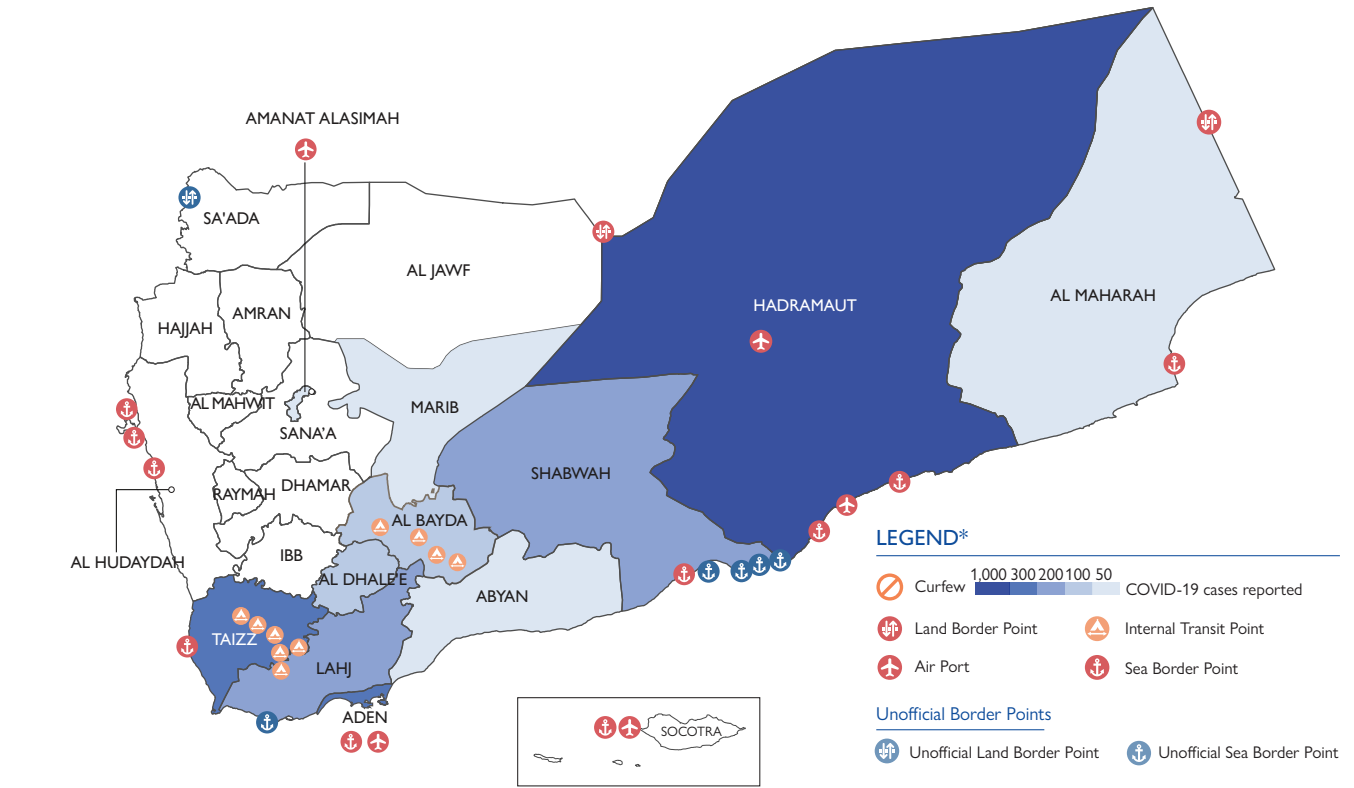 AMANAT ALASIMAH
SA'ADA
AL JAWF
HADRAMAUT
AL MAHARAH
AMRAN
HAJJAH
AL MAHWIT
MARIB
SANA'A
SHABWAH
DHAMAR
RAYMAH
AL BAYDA
IBB
AL HUDAYDAH
AL DHALE'E
ABYAN
TAIZZ
LAHJ
ADEN
SOCOTRA
LEGEND*
Curfew
1,000 300 200 100 50
COVID-19 cases reported
Land Border Point
Internal Transit Point
Air Port
Sea Border Point
Unofficial Border Points
Unofficial Land Border Point
Unofficial Sea Border Point